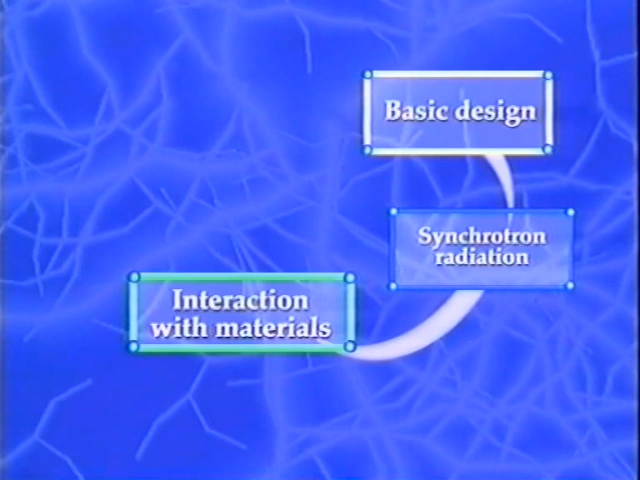 Basic design
Synchrotron
radiation
Interaction
with materials